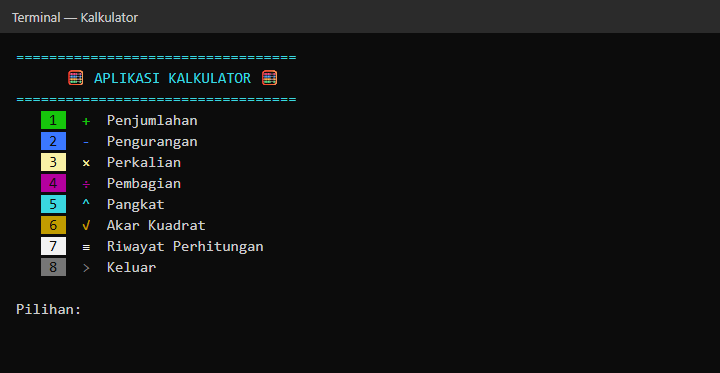 Terminal — Kalkulator
==================================
🧮 APLIKASI KALKULATOR 🧮
==================================
1 + Penjumlahan
2 - Pengurangan
3 × Perkalian
4 ÷ Pembagian
5 ^ Pangkat
6 √ Akar Kuadrat
7 ≡ Riwayat Perhitungan
8 > Keluar
Pilihan: